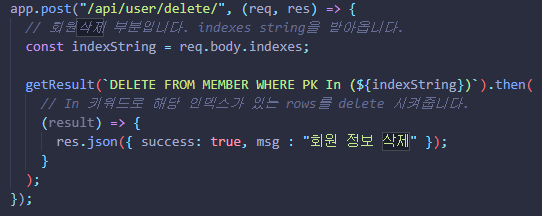 app.post("/api/user/delete/", (req, res) => {
// 회원삭제 부분입니다. indexes string을 받아옵니다.
const indexString = req.body.indexes;
getResult(`DELETE FROM MEMBER WHERE PK In (${indexString})`).then(
// In 키워드로 해당 인덱스가 있는 rows를 delete 시켜줍니다.
(result) => {
res.json({ success: true, msg : "회원 정보 삭제" });
}
);
});